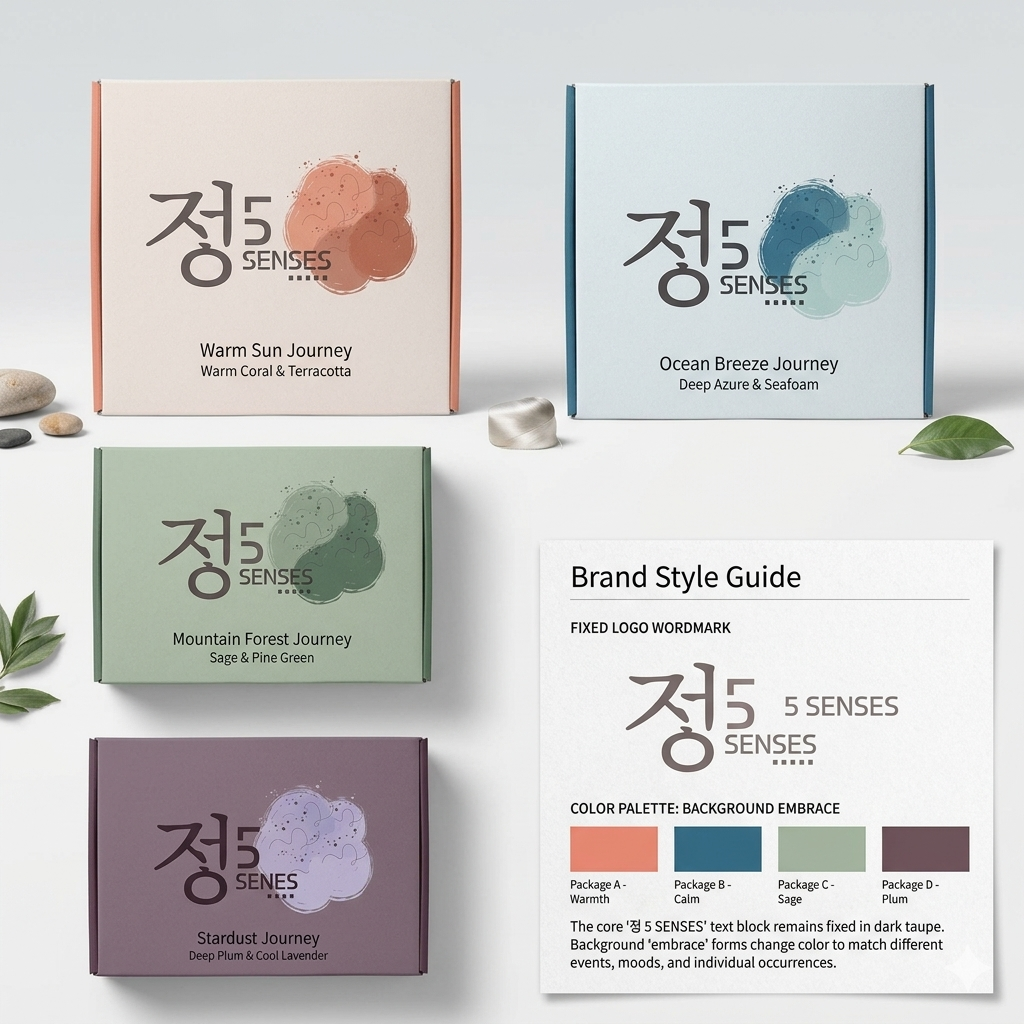 정 5
SENSES
Warm Sun Journey
Warm Coral & Terracotta
정 5
SENSES
Ocean Breeze Journey
Deep Azure & Seafoam
정 5
SENSES
Mountain Forest Journey
Sage & Pine Green
정 5
SENES
Stardust Journey
Deep Plum & Cool Lavender
Brand Style Guide
FIXED LOGO WORDMARK
정 5 5 SENSES
SENSES
COLOR PALETTE: BACKGROUND EMBRACE
Package A -
Warmth
Package B -
Calm
Package C -
Sage
Package D -
Plum
The core '정 5 SENSES' text block remains fixed in dark taupe.
Background 'embrace' forms change color to match different
events, moods, and individual occurrences.